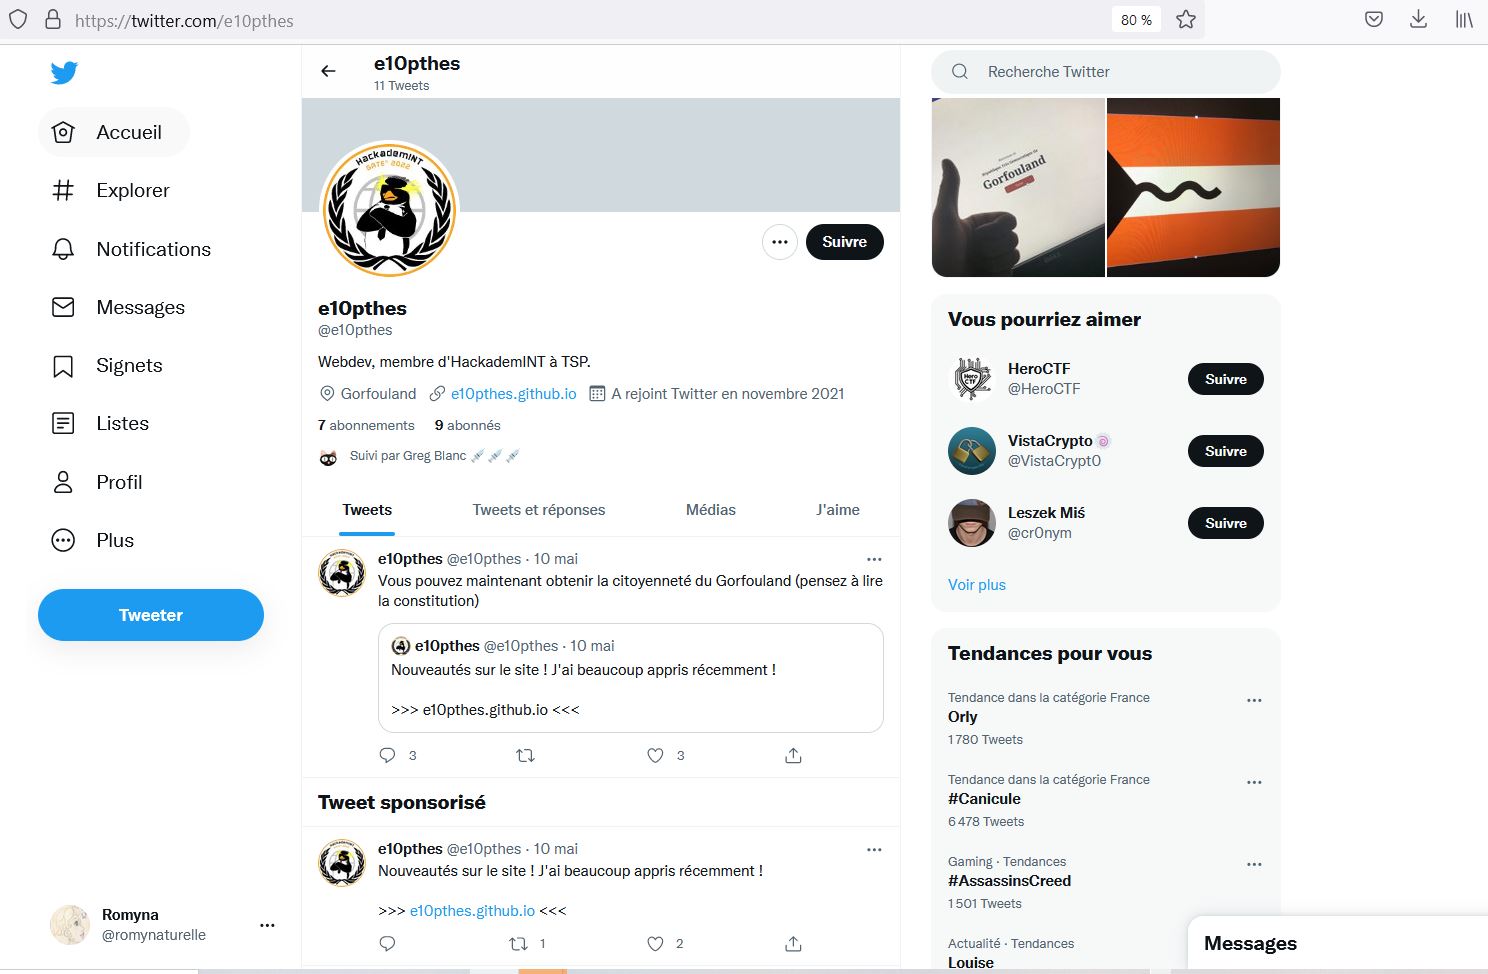 https://twitter.com/e10pthes
80 %
Accueil
Explorer
Notifications
Messages
Signets
Listes
Profil
Plus
Tweeter
Romyna
@romynaturelle
e10pthes
11 Tweets
HackademINT
GATE* 2022
Suivre
e10pthes
@e10pthes
Webdev, membre d'HackademINT à TSP.
Gorfouland e10pthes.github.io A rejoint Twitter en novembre 2021
7 abonnements 9 abonnés
Suivi par Greg Blanc
Tweets Tweets et réponses Médias J'aime
e10pthes @e10pthes · 10 mai
Vous pouvez maintenant obtenir la citoyenneté du Gorfouland (pensez à lire
la constitution)
e10pthes @e10pthes · 10 mai
Nouveautés sur le site ! J'ai beaucoup appris récemment !
>>> e10pthes.github.io <<<
3 3
Tweet sponsorisé
e10pthes @e10pthes · 10 mai
Nouveautés sur le site ! J'ai beaucoup appris récemment !
>>> e10pthes.github.io <<<
1 2
Recherche Twitter
République Très Démocratique de
Gorfouland
Vous pourriez aimer
HeroCTF
@HeroCTF
Suivre
VistaCrypto
@VistaCrypt0
Suivre
Leszek Miś
@cr0nym
Suivre
Voir plus
Tendances pour vous
Tendance dans la catégorie France
Orly
1 780 Tweets
Tendance dans la catégorie France
#Canicule
6 478 Tweets
Gaming · Tendances
#AssassinsCreed
1 501 Tweets
Actualité · Tendances
Louise
Messages